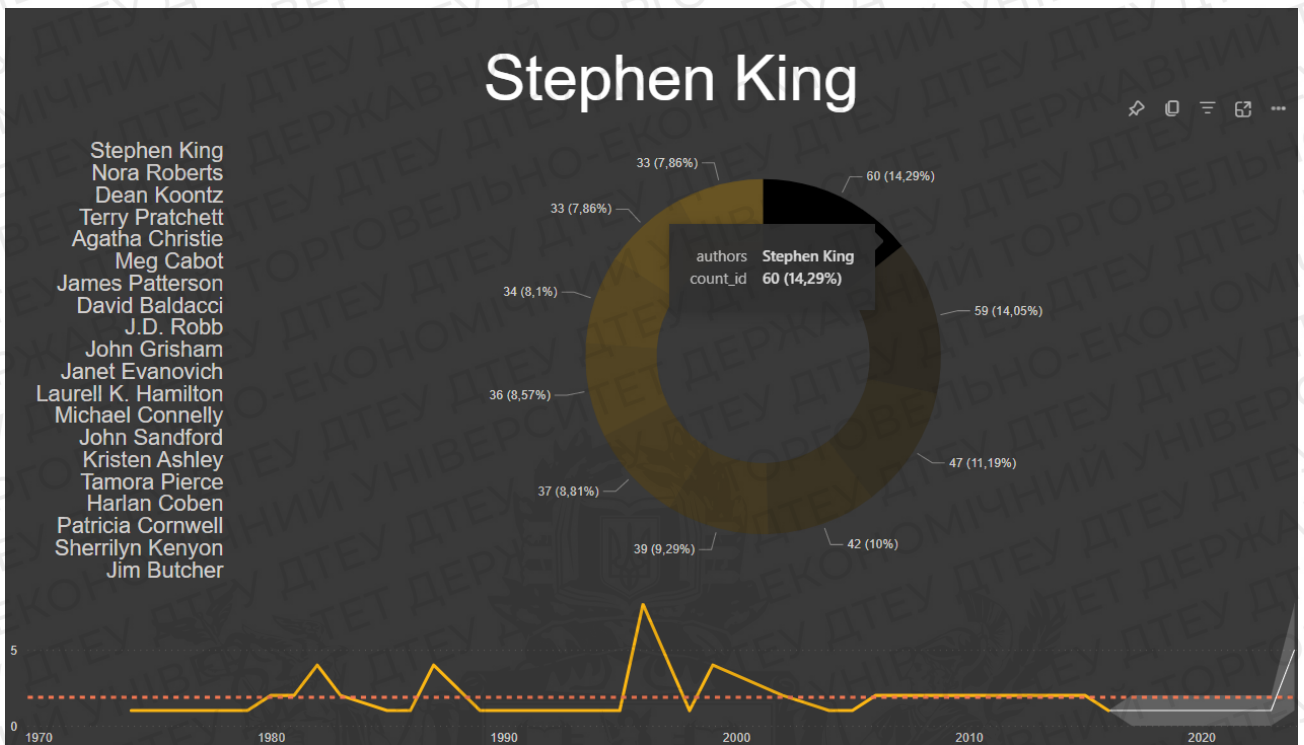 Stephen King
Stephen King
Nora Roberts
Dean Koontz
Terry Pratchett
Agatha Christie
Meg Cabot
James Patterson
David Baldacci
J.D. Robb
John Grisham
Janet Evanovich
Laurell K. Hamilton
Michael Connelly
John Sandford
Kristen Ashley
Tamora Pierce
Harlan Coben
Patricia Cornwell
Sherrilyn Kenyon
Jim Butcher
33 (7,86%)
60 (14,29%)
33 (7,86%)
authors Stephen King
count_id 60 (14,29%)
34 (8,1%)
59 (14,05%)
36 (8,57%)
47 (11,19%)
37 (8,81%)
42 (10%)
39 (9,29%)
5
0
1970 1980 1990 2000 2010 2020